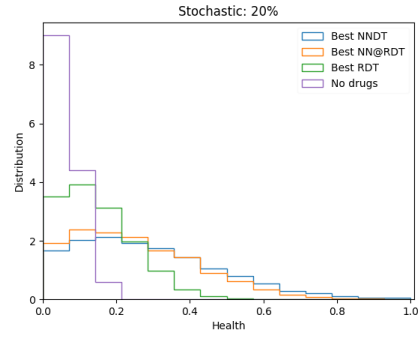 Stochastic: 20%
Best NNDT
Best NN@RDT
Best RDT
No drugs
Distribution
8
6
4
2
0
0.0 0.2 0.4 0.6 0.8 1.0
Health